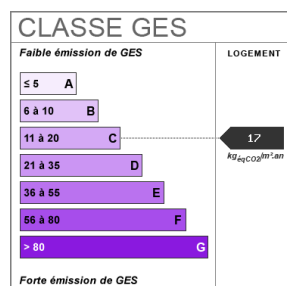 CLASSE GES
Faible émission de GES
LOGEMENT
≤ 5 A
6 à 10 B
11 à 20 C
17
kgéqCO2/m².an
21 à 35 D
36 à 55 E
56 à 80 F
> 80 G
Forte émission de GES